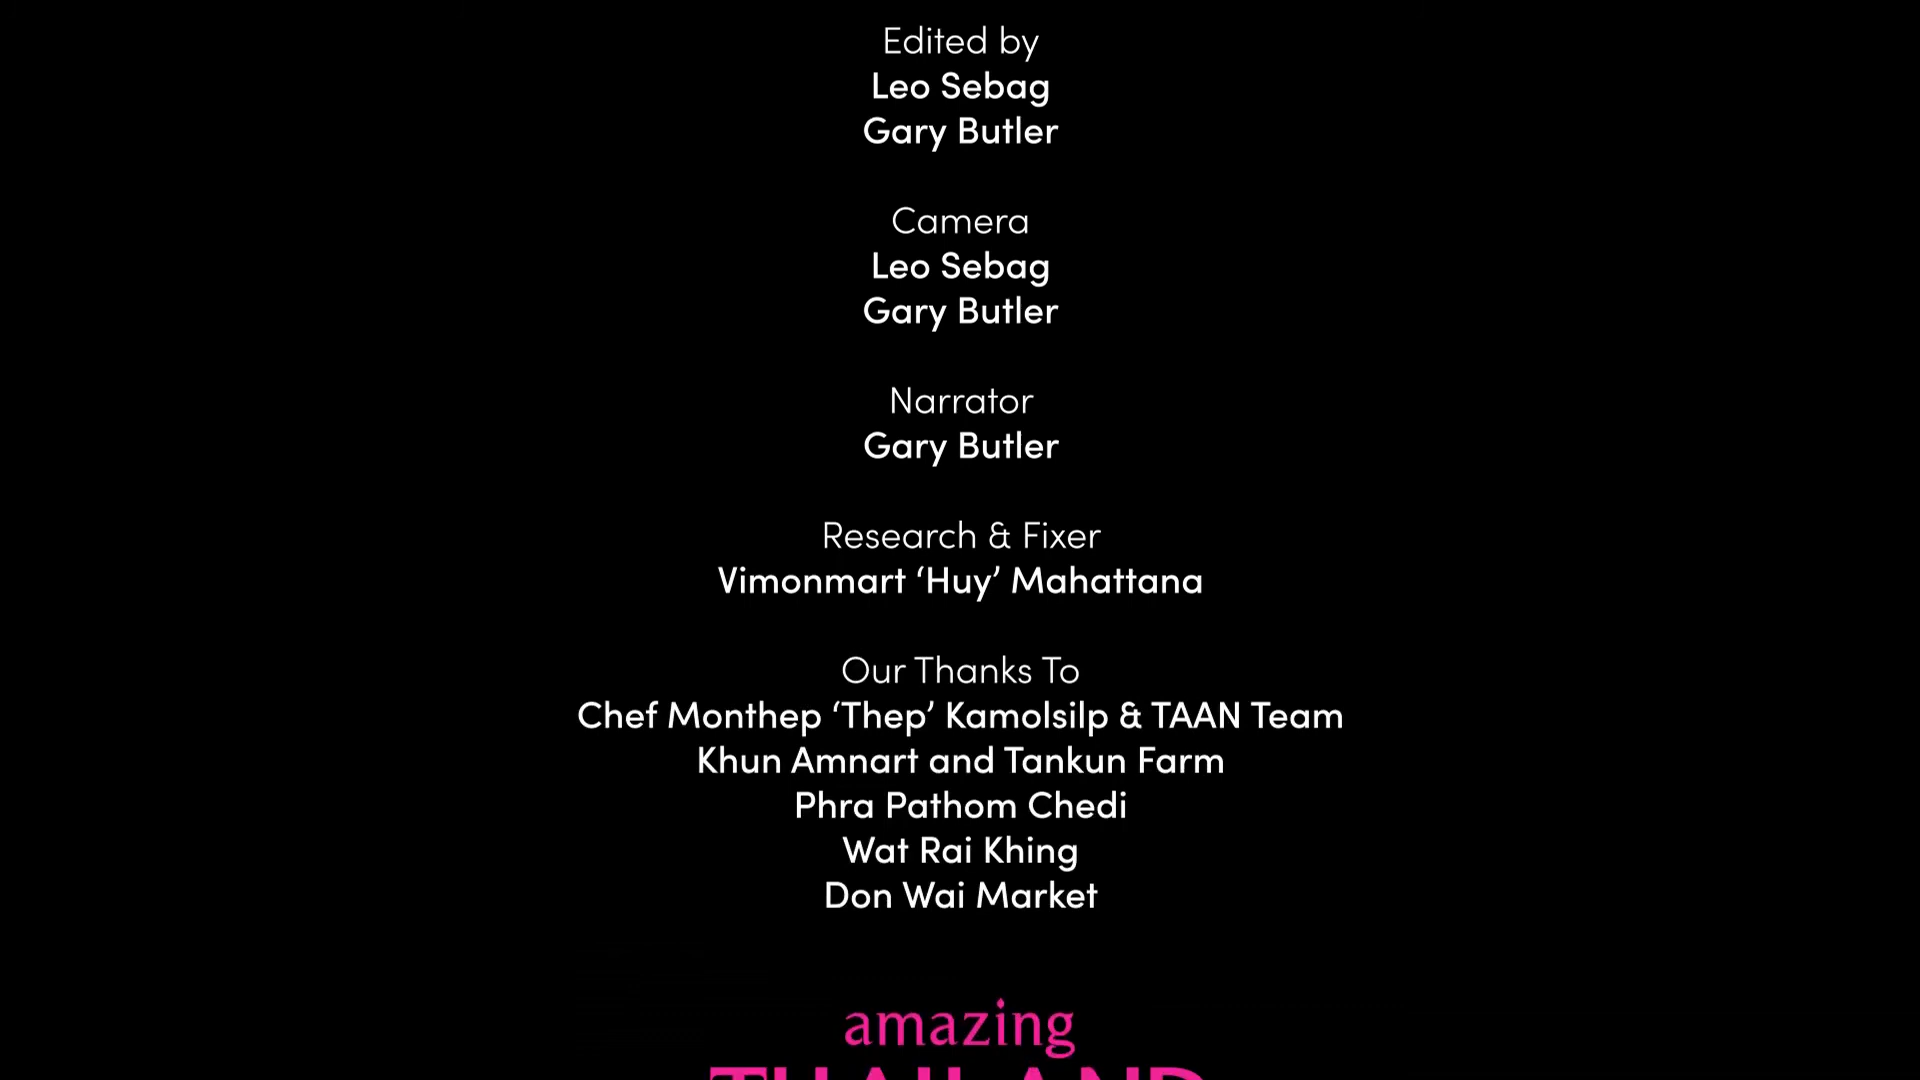 Edited by
Leo Sebag
Gary Butler
Camera
Leo Sebag
Gary Butler
Narrator
Gary Butler
Research & Fixer
Vimonmart ‘Huy’ Mahattana
Our Thanks To
Chef Monthep ‘Thep’ Kamolsilp & TAAN Team
Khun Amnart and Tankun Farm
Phra Pathom Chedi
Wat Rai Khing
Don Wai Market
amazing
THAILAND